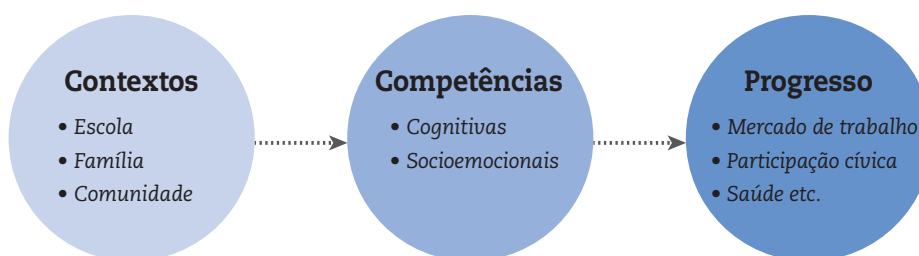 Contextos
• Escola
• Família
• Comunidade
Competências
• Cognitivas
• Socioemocionais
Progresso
• Mercado de trabalho
• Participação cívica
• Saúde etc.